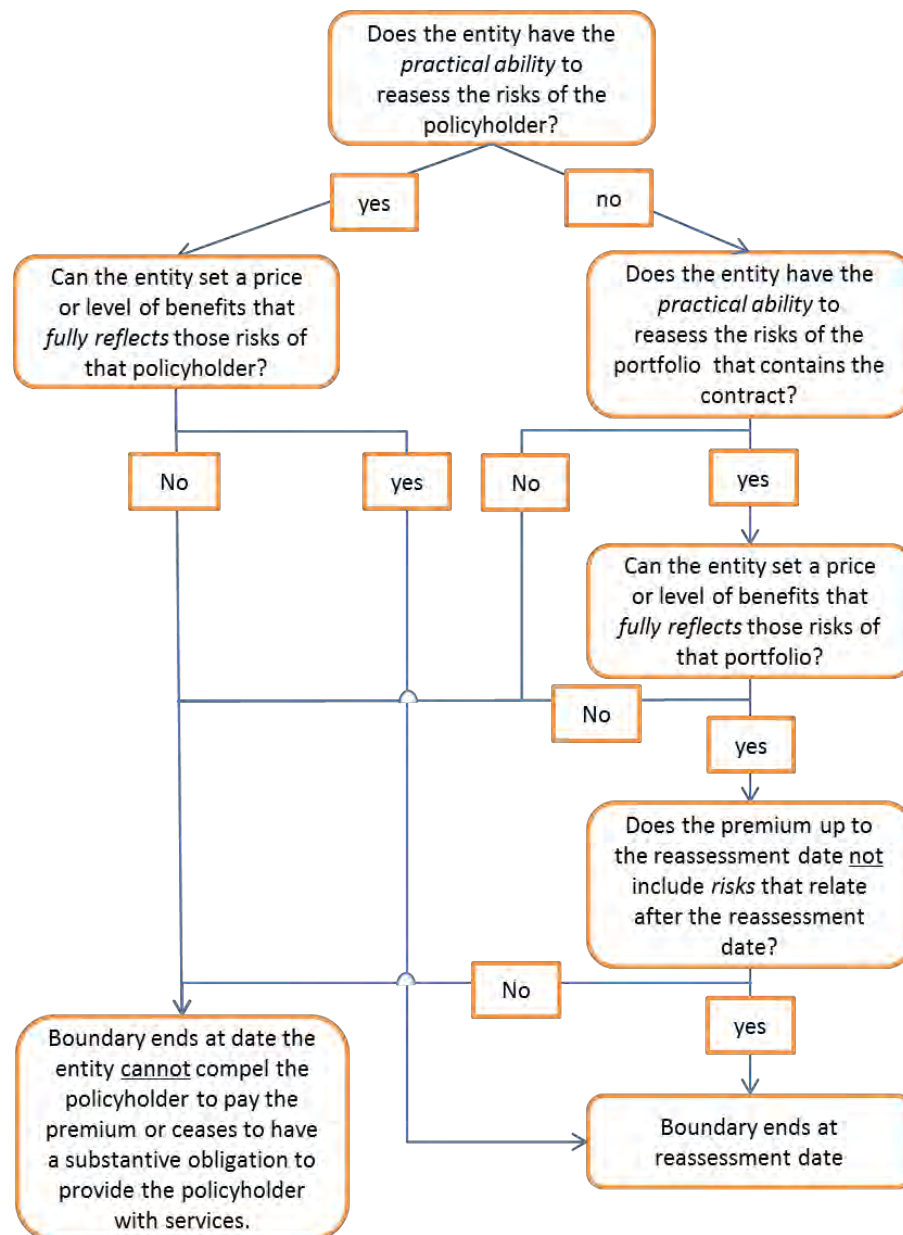 Does the entity have the
practical ability to
reasess the risks of the
policyholder?
yes
no
Can the entity set a price
or level of benefits that
fully reflects those risks of
that policyholder?
Does the entity have the
practical ability to
reasess the risks of the
portfolio that contains the
contract?
No
yes
No
yes
Can the entity set a price
or level of benefits that
fully reflects those risks of
that portfolio?
No
yes
Does the premium up to
the reassessment date not
include risks that relate
after the reassessment
date?
No
yes
Boundary ends at date the
entity cannot compel the
policyholder to pay the
premium or ceases to have
a substantive obligation to
provide the policyholder
with services.
Boundary ends at
reassessment date